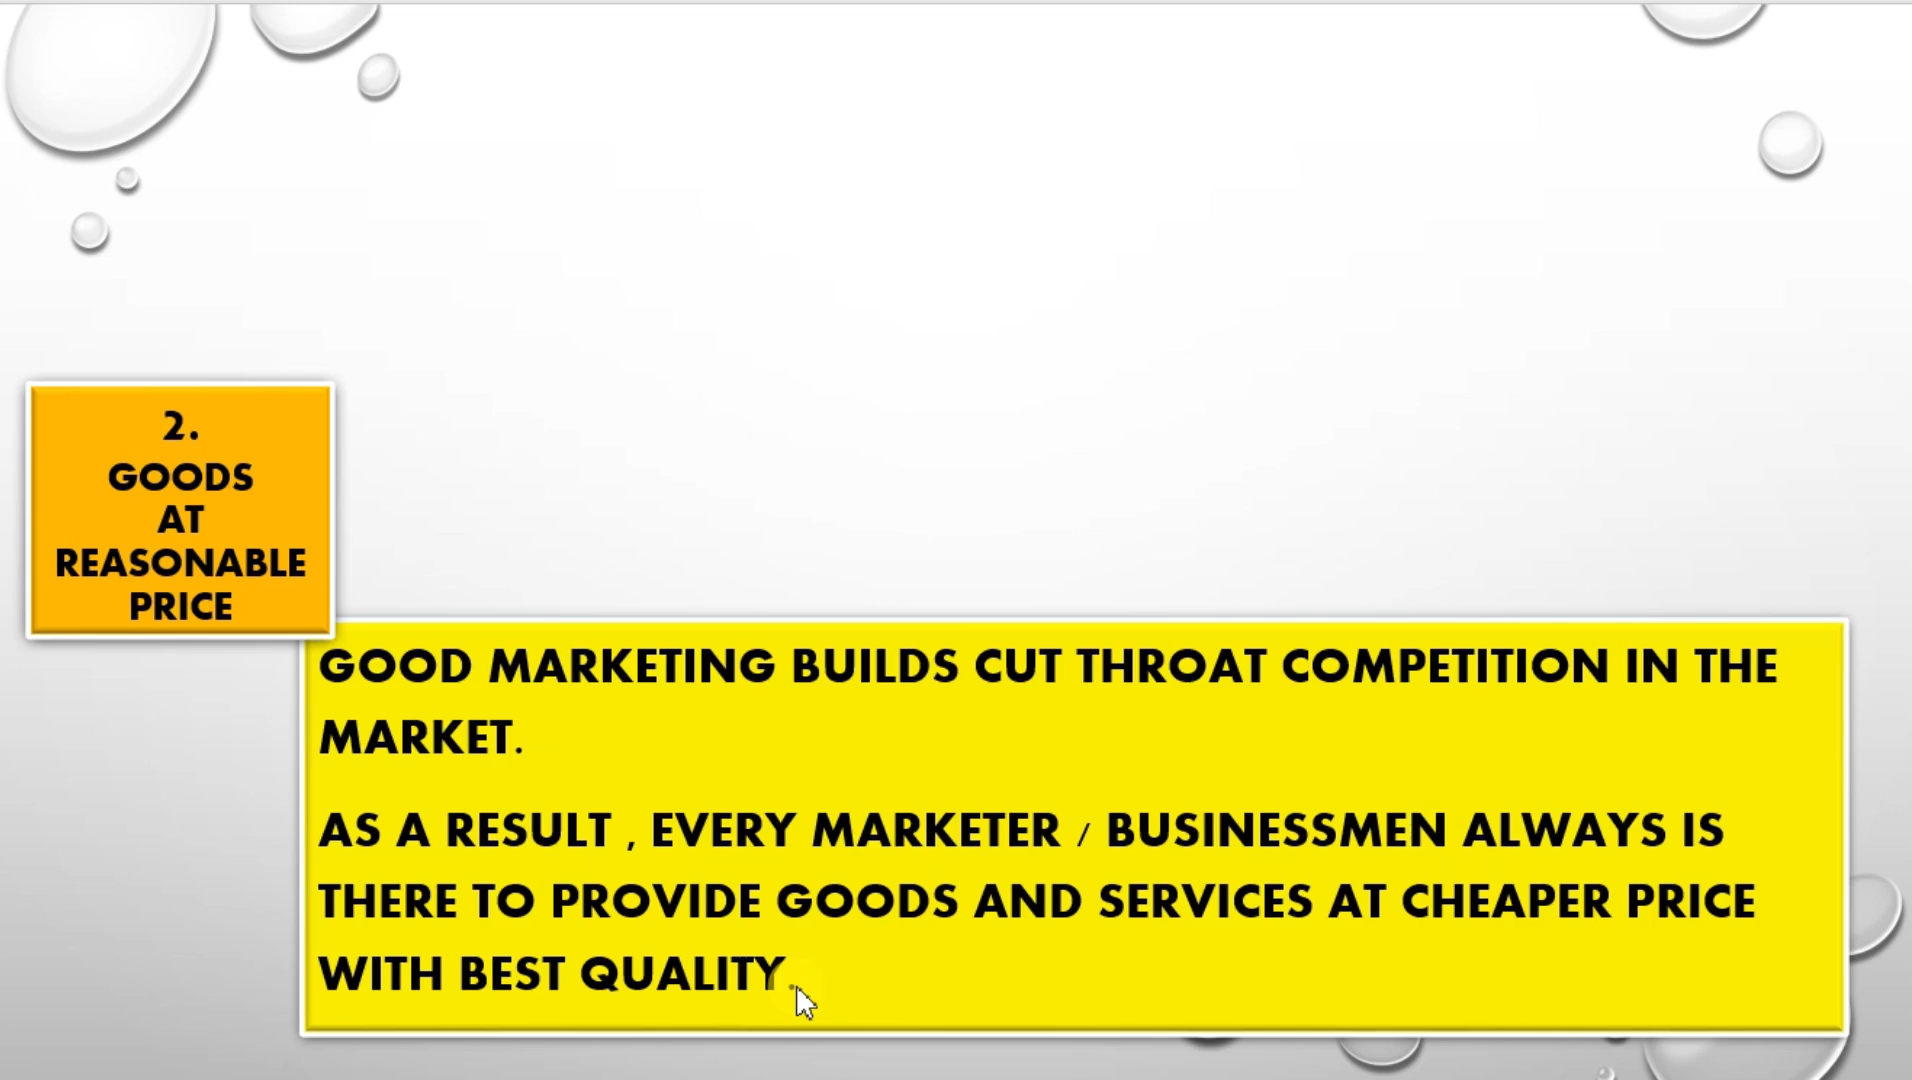 2.
GOODS
AT
REASONABLE
PRICE
GOOD MARKETING BUILDS CUT THROAT COMPETITION IN THE
MARKET.
AS A RESULT , EVERY MARKETER / BUSINESSMEN ALWAYS IS
THERE TO PROVIDE GOODS AND SERVICES AT CHEAPER PRICE
WITH BEST QUALITY.